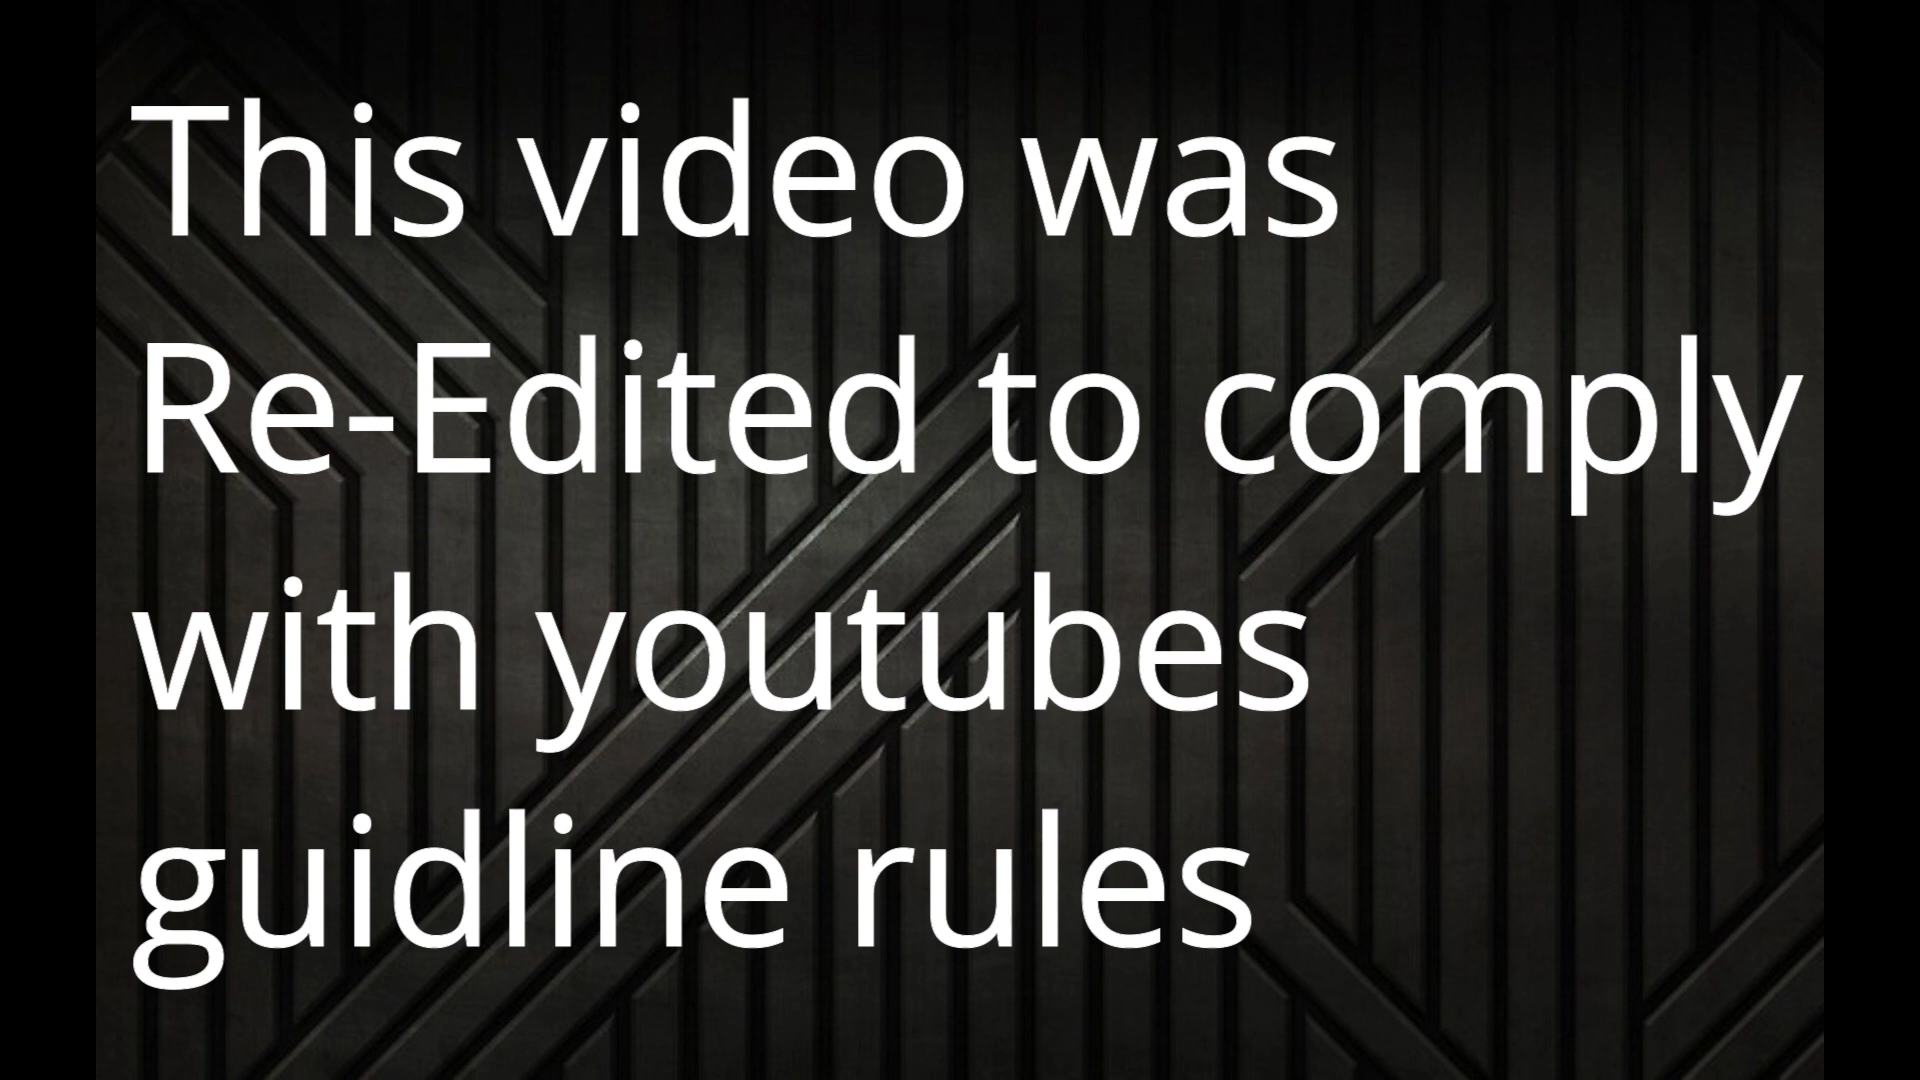 This video was
Re-Edited to comply
with youtubes
guidline rules